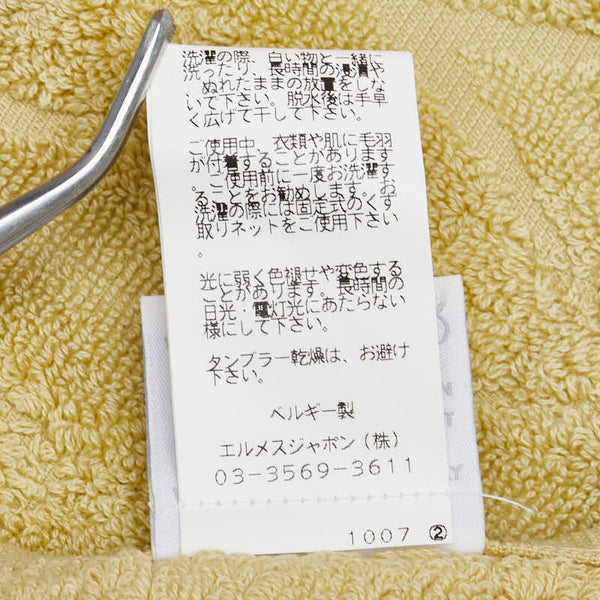 洗濯の際、白い物と一緒に
洗ったり、長時間の浸漬や
、ぬれたままの放置をしな
いで下さい。脱水後は手早
く広げて干して下さい。
ご使用中、衣類や肌に毛羽
が付着することがあります
。ご使用前に一度お洗濯す
ることをお勧めします。お
洗濯の際には固定式のくず
取りネットをご使用下さい
。
光に弱く色褪せや変色する
ことがあります。長時間の
日光・電灯光にあたらない
様にして下さい。
タンブラー乾燥は、お避け
下さい。
ベルギー製
エルメスジャポン(株)
03-3569-3611
1007 ②